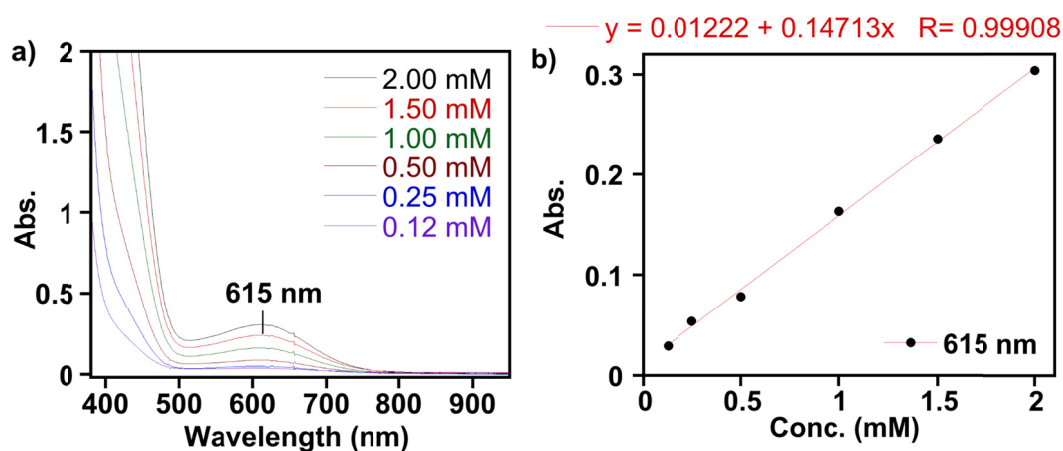 y = 0.01222 + 0.14713x R= 0.99908
a)
2
1.5
1
0.5
0
Abs.
2.00 mM
1.50 mM
1.00 mM
0.50 mM
0.25 mM
0.12 mM
615 nm
400 500 600 700 800 900
Wavelength (nm)
b)
0.3
0.2
0.1
0
Abs.
615 nm
0 0.5 1 1.5 2
Conc. (mM)